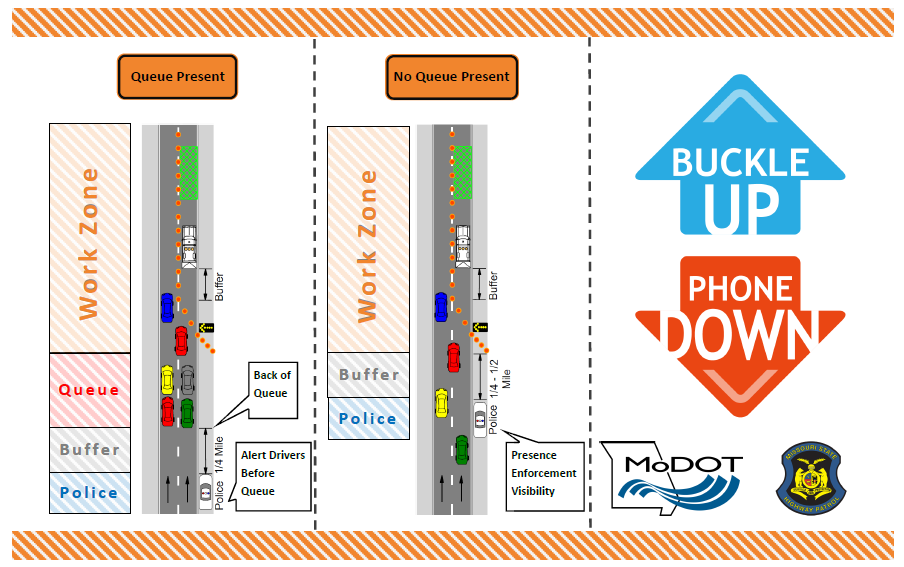 Queue Present
Work Zone
Queue
Buffer
Police
Buffer
Back of
Queue
1/4 Mile
Police
Alert Drivers
Before
Queue
No Queue Present
Work Zone
Buffer
Police
Buffer
1/4 - 1/2
Mile
Police
Presence
Enforcement
Visibility
BUCKLE
UP
PHONE
DOWN
MoDOT
MISSOURI STATE
HIGHWAY PATROL